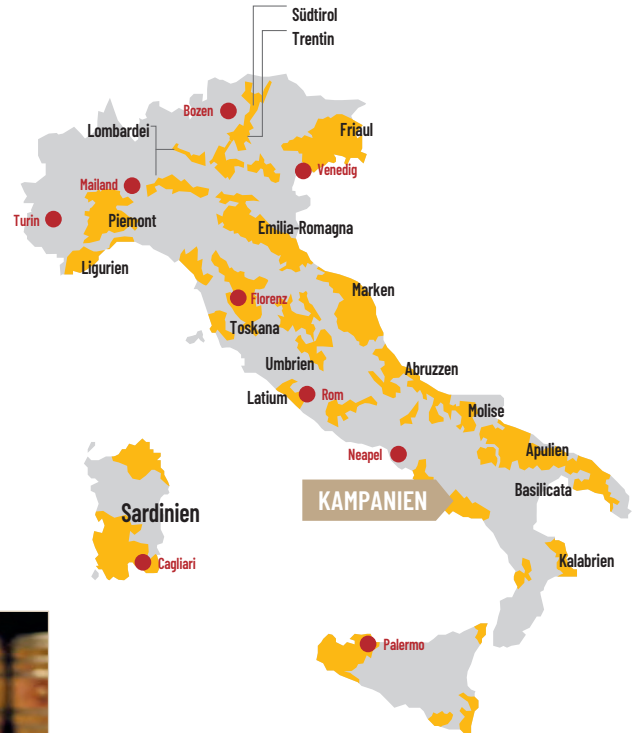 Südtirol
Trentin
Bozen
Lombardei
Friaul
Venedig
Mailand
Turin
Piemont
Emilia-Romagna
Ligurien
Marken
Florenz
Toskana
Umbrien
Abruzzen
Latium
Rom
Molise
Neapel
Apulien
Basilicata
KAMPANIEN
Sardinien
Kalabrien
Cagliari
Palermo